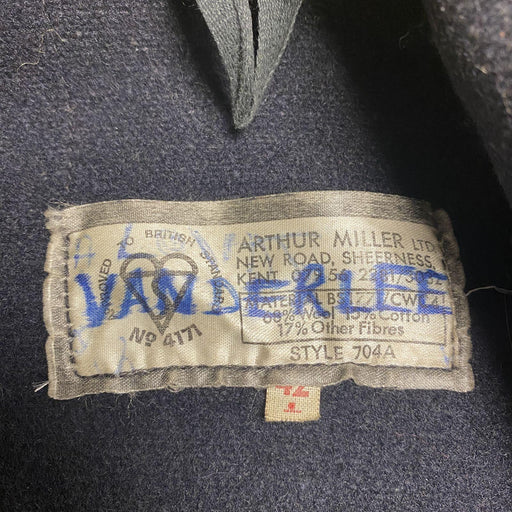 APPROVED TO BRITISH STANDARD
No 4171
ARTHUR MILLER LTD
NEW ROAD, SHEERNESS,
KENT
VANDERLEE
MATERIAL
68% Wool 15% Cotton
17% Other Fibres
STYLE 704A
42